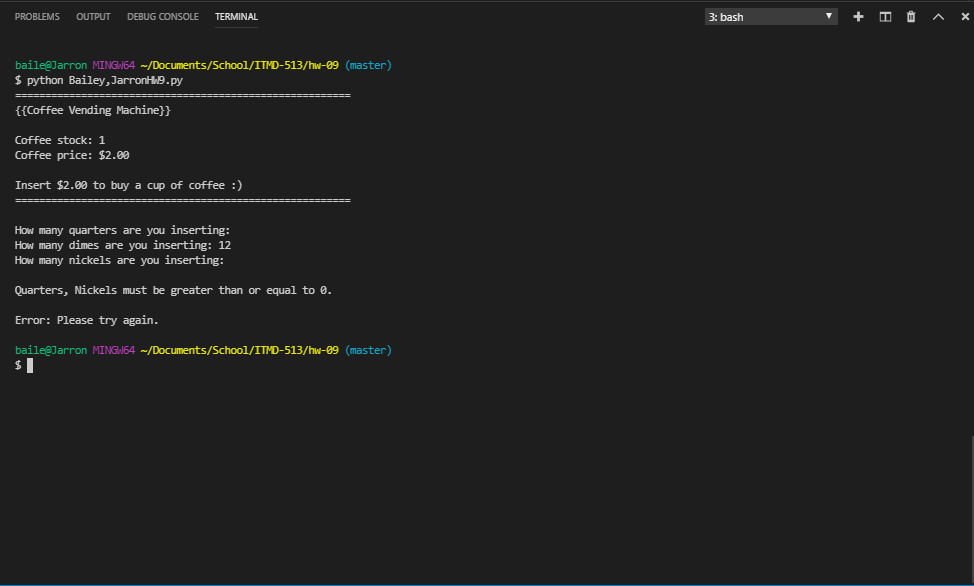 PROBLEMS OUTPUT DEBUG CONSOLE TERMINAL 3: bash
baile@Jarron MINGW64 ~/Documents/School/ITMD-513/hw-09 (master)
$ python Bailey,JarronHW9.py
========================================================
{{Coffee Vending Machine}}
Coffee stock: 1
Coffee price: $2.00
Insert $2.00 to buy a cup of coffee :)
========================================================
How many quarters are you inserting:
How many dimes are you inserting: 12
How many nickels are you inserting:
Quarters, Nickels must be greater than or equal to 0.
Error: Please try again.
baile@Jarron MINGW64 ~/Documents/School/ITMD-513/hw-09 (master)
$